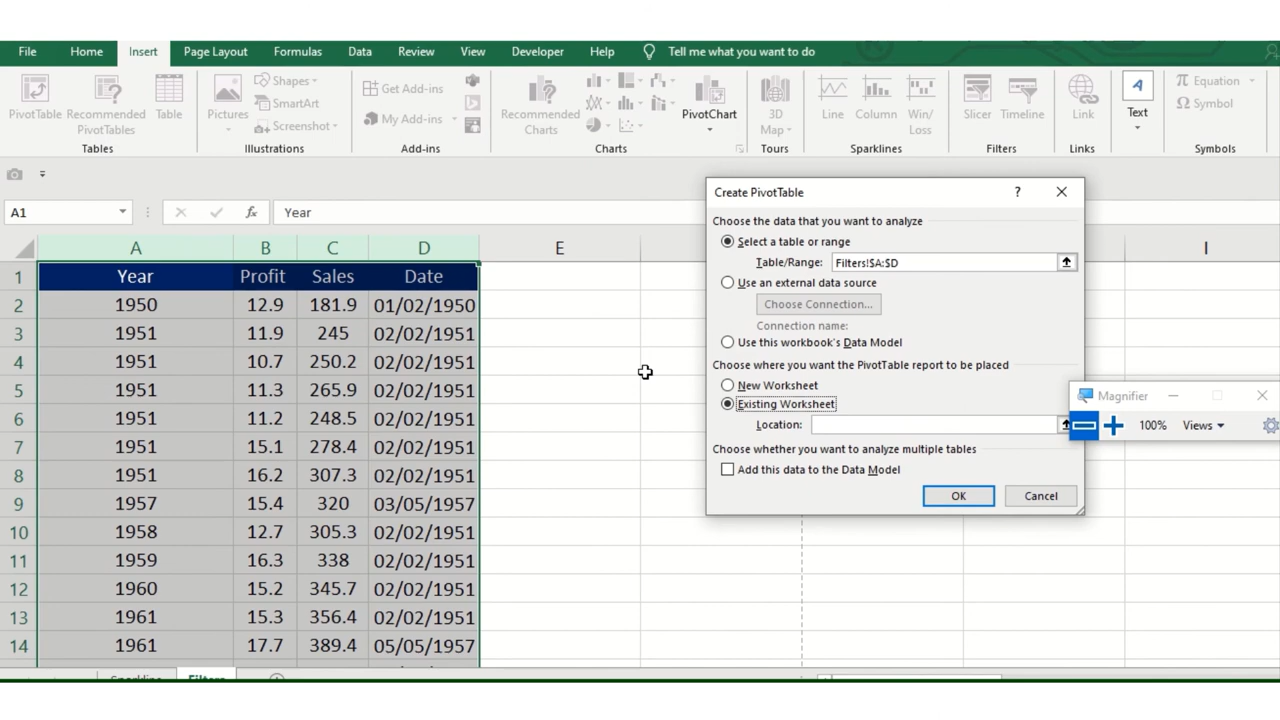 File Home Insert Page Layout Formulas Data Review View Developer Help Tell me what you want to do
PivotTable Recommended PivotTables Table
Tables
Pictures Shapes SmartArt Screenshot
Illustrations
Get Add-ins
My Add-ins
Add-ins
Recommended Charts PivotChart
Charts
3D Map
Tours
Line Column Win/Loss
Sparklines
Slicer Timeline
Filters
Link
Links
Text
Equation
Symbol
Symbols
A1 fx Year
A B C D E I
1 Year Profit Sales Date
2 1950 12.9 181.9 01/02/1950
3 1951 11.9 245 02/02/1951
4 1951 10.7 250.2 02/02/1951
5 1951 11.3 265.9 02/02/1951
6 1951 11.2 248.5 02/02/1951
7 1951 15.1 278.4 02/02/1951
8 1951 16.2 307.3 02/02/1951
9 1957 15.4 320 03/05/1957
10 1958 12.7 305.3 02/02/1951
11 1959 16.3 338 02/02/1951
12 1960 15.2 345.7 02/02/1951
13 1961 15.3 356.4 02/02/1951
14 1961 17.7 389.4 05/05/1957
Create PivotTable ?
Choose the data that you want to analyze
Select a table or range
Table/Range: Filters!$A:$D
Use an external data source
Choose Connection...
Connection name:
Use this workbook's Data Model
Choose where you want the PivotTable report to be placed
New Worksheet
Existing Worksheet
Location:
Choose whether you want to analyze multiple tables
Add this data to the Data Model
OK Cancel
Magnifier
100% Views
Filters